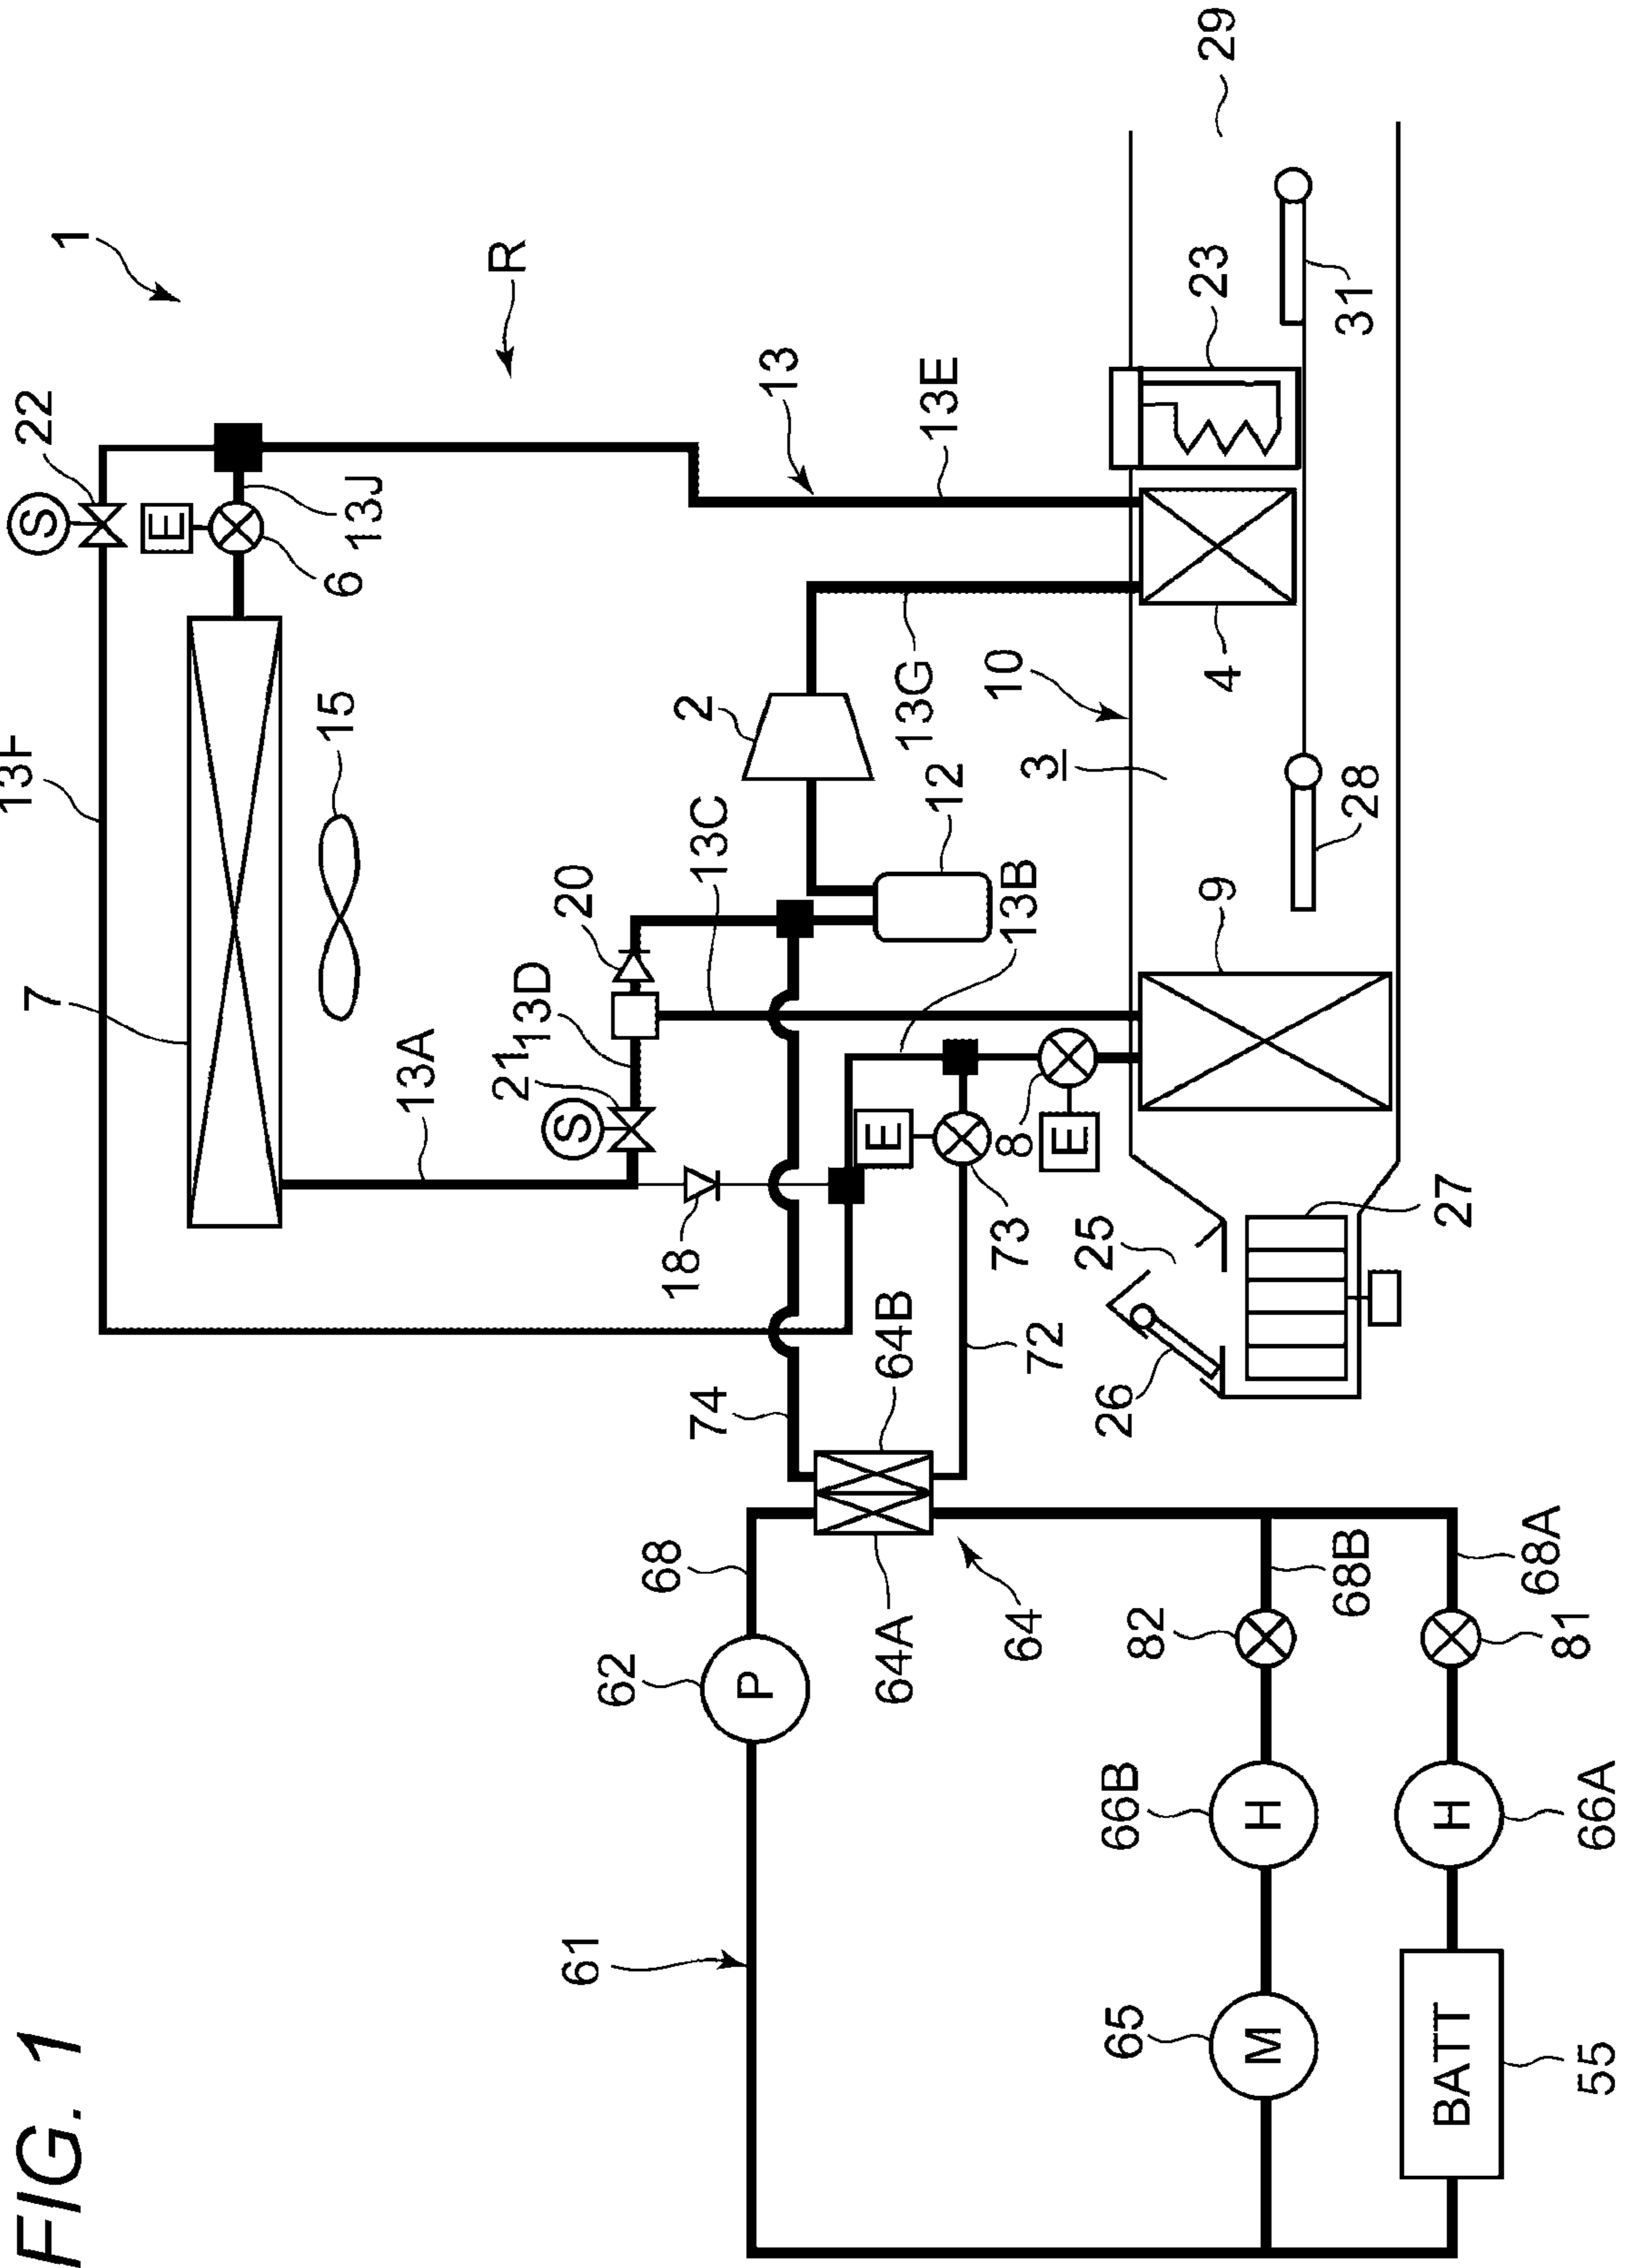 FIG. 1
1
R
22
S
E
13J
6
13F
7
15
13A
13
13E
2
13G
12
13C
20
13D
21
S
18
13B
10
3
4
23
29
31
28
9
8
E
E
73
72
74
64B
64A
64
25
26
27
68
62
P
61
68B
68A
82
81
66B
H
66A
H
65
M
BATT
55